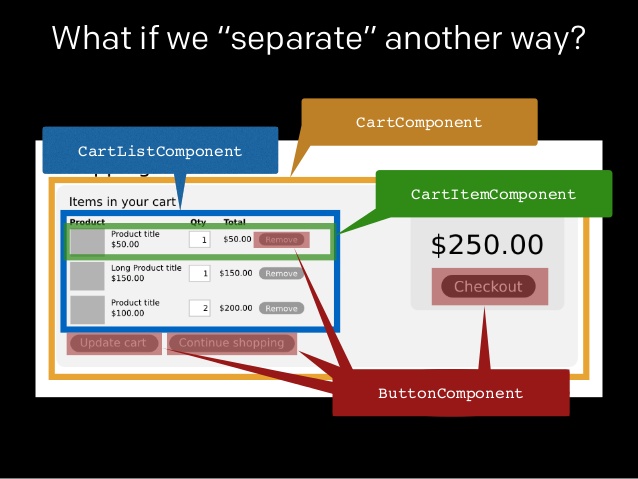 What if we “separate” another way?
CartComponent
CartListComponent
CartItemComponent
Items in your cart
Product Qty Total
Product title 1 $50.00 Remove
$50.00
Long Product title 1 $150.00 Remove
$150.00
Product title 2 $200.00 Remove
$100.00
Update cart Continue shopping
$250.00
Checkout
ButtonComponent